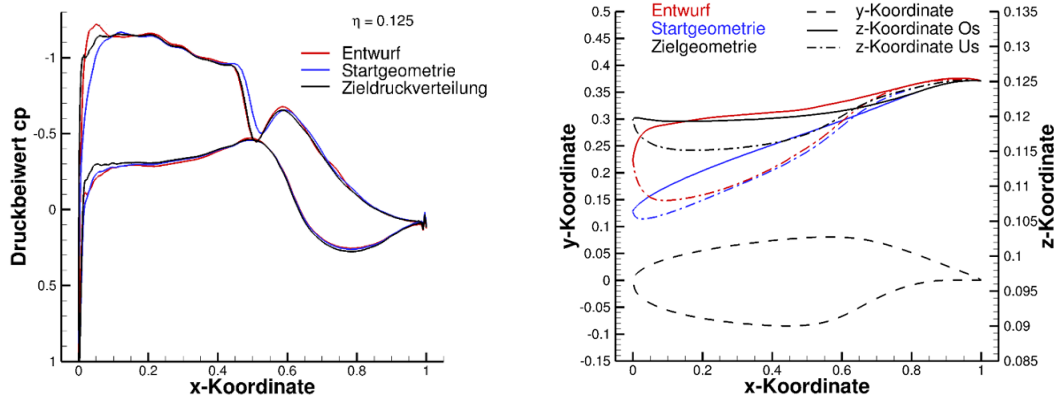 η = 0.125
Entwurf
Startgeometrie
Zieldruckverteilung
Druckbeiwert cp
-1
-0.5
0
0.5
1
0 0.2 0.4 0.6 0.8 1
x-Koordinate
Entwurf
Startgeometrie
Zielgeometrie
y-Koordinate
z-Koordinate Os
z-Koordinate Us
y-Koordinate
0.5
0.45
0.4
0.35
0.3
0.25
0.2
0.15
0.1
0.05
0
-0.05
-0.1
-0.15
0 0.2 0.4 0.6 0.8 1
x-Koordinate
0.135
0.13
0.125
0.12
0.115
0.11
0.105
0.1
0.095
0.09
0.085
z-Koordinate